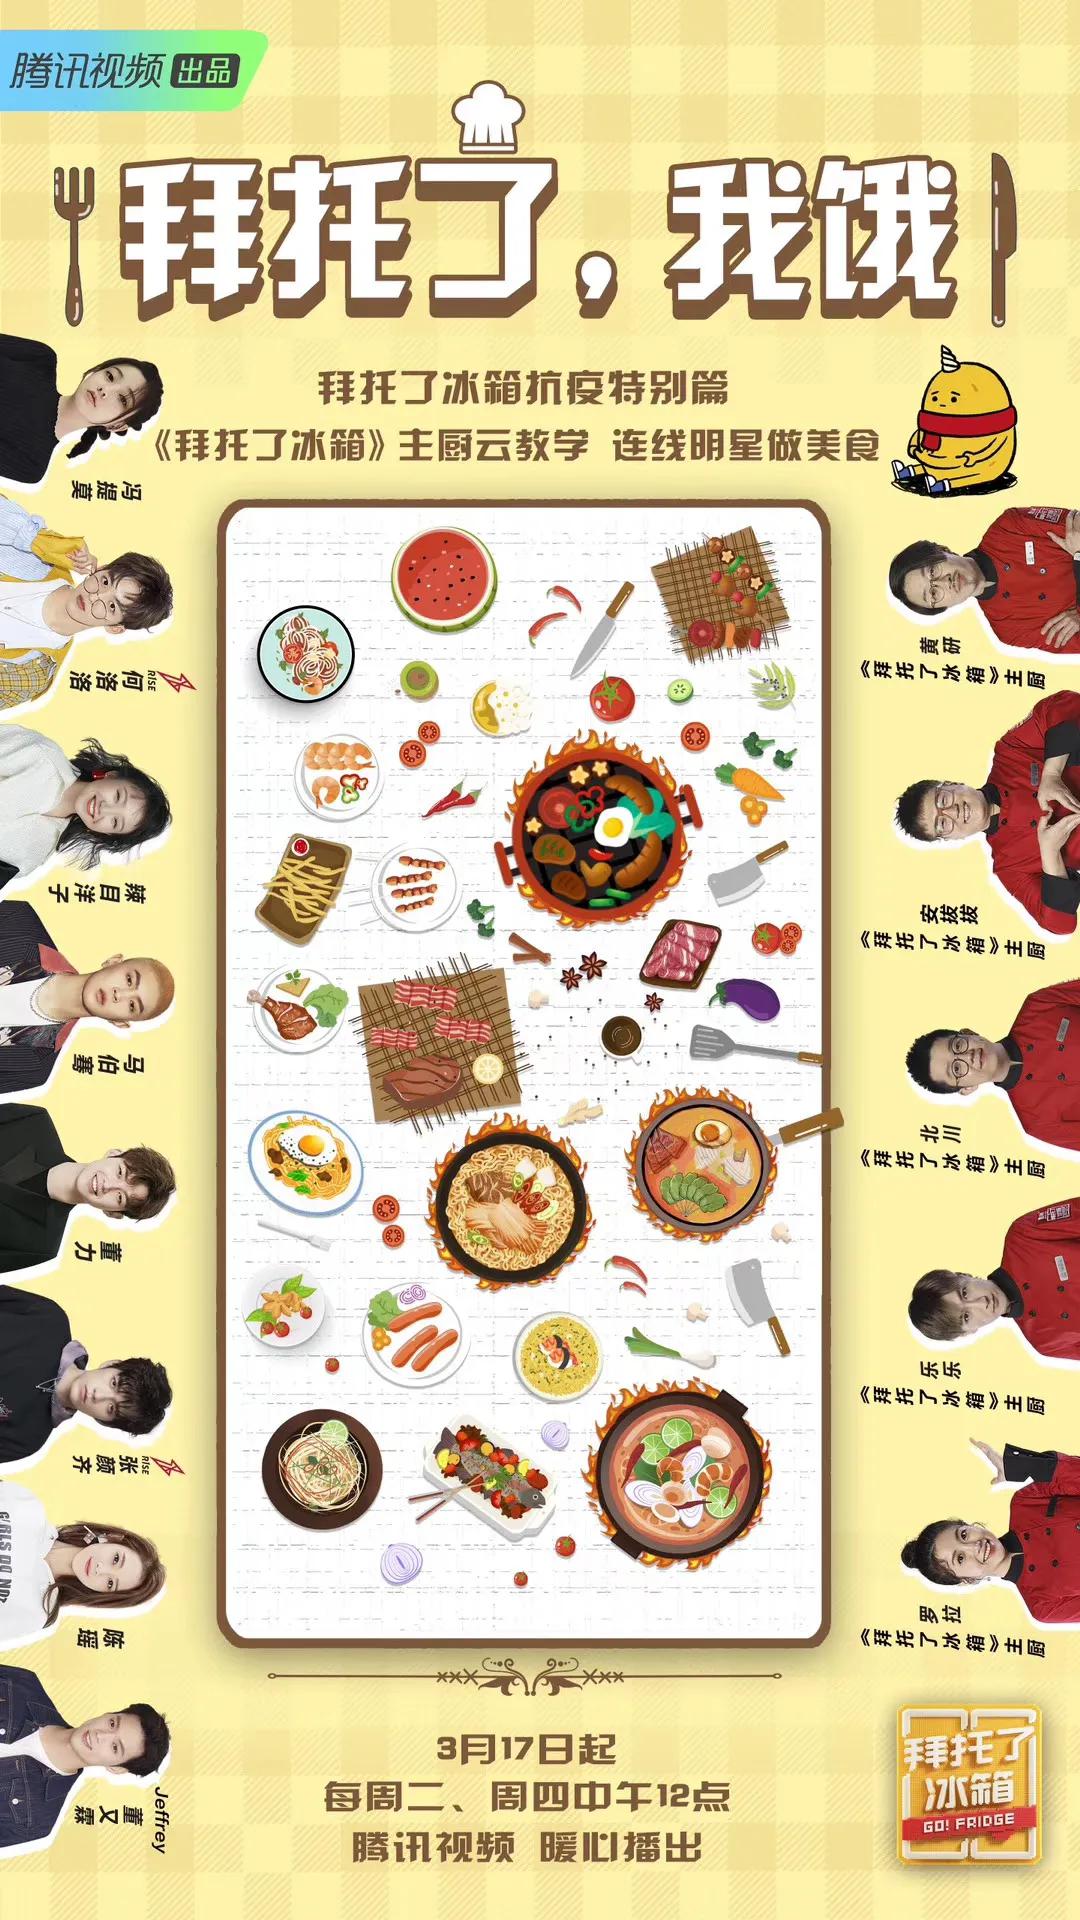 腾讯视频 出品
拜托了，我饿
拜托了冰箱抗疫特别篇
《拜托了冰箱》主厨云教学 连线明星做美食
冯提莫
RISE
何洛洛
辣目洋子
马伯骞
董力
RISE
张颜齐
GIRLS DO NOT
陈瑶
Jeffrey
董又霖
黄研
《拜托了冰箱》主厨
安拔拔
《拜托了冰箱》主厨
北川
《拜托了冰箱》主厨
乐乐
《拜托了冰箱》主厨
罗拉
《拜托了冰箱》主厨
3月17日起
每周二、周四中午12点
腾讯视频 暖心播出
拜托了
冰箱
GO! FRIDGE